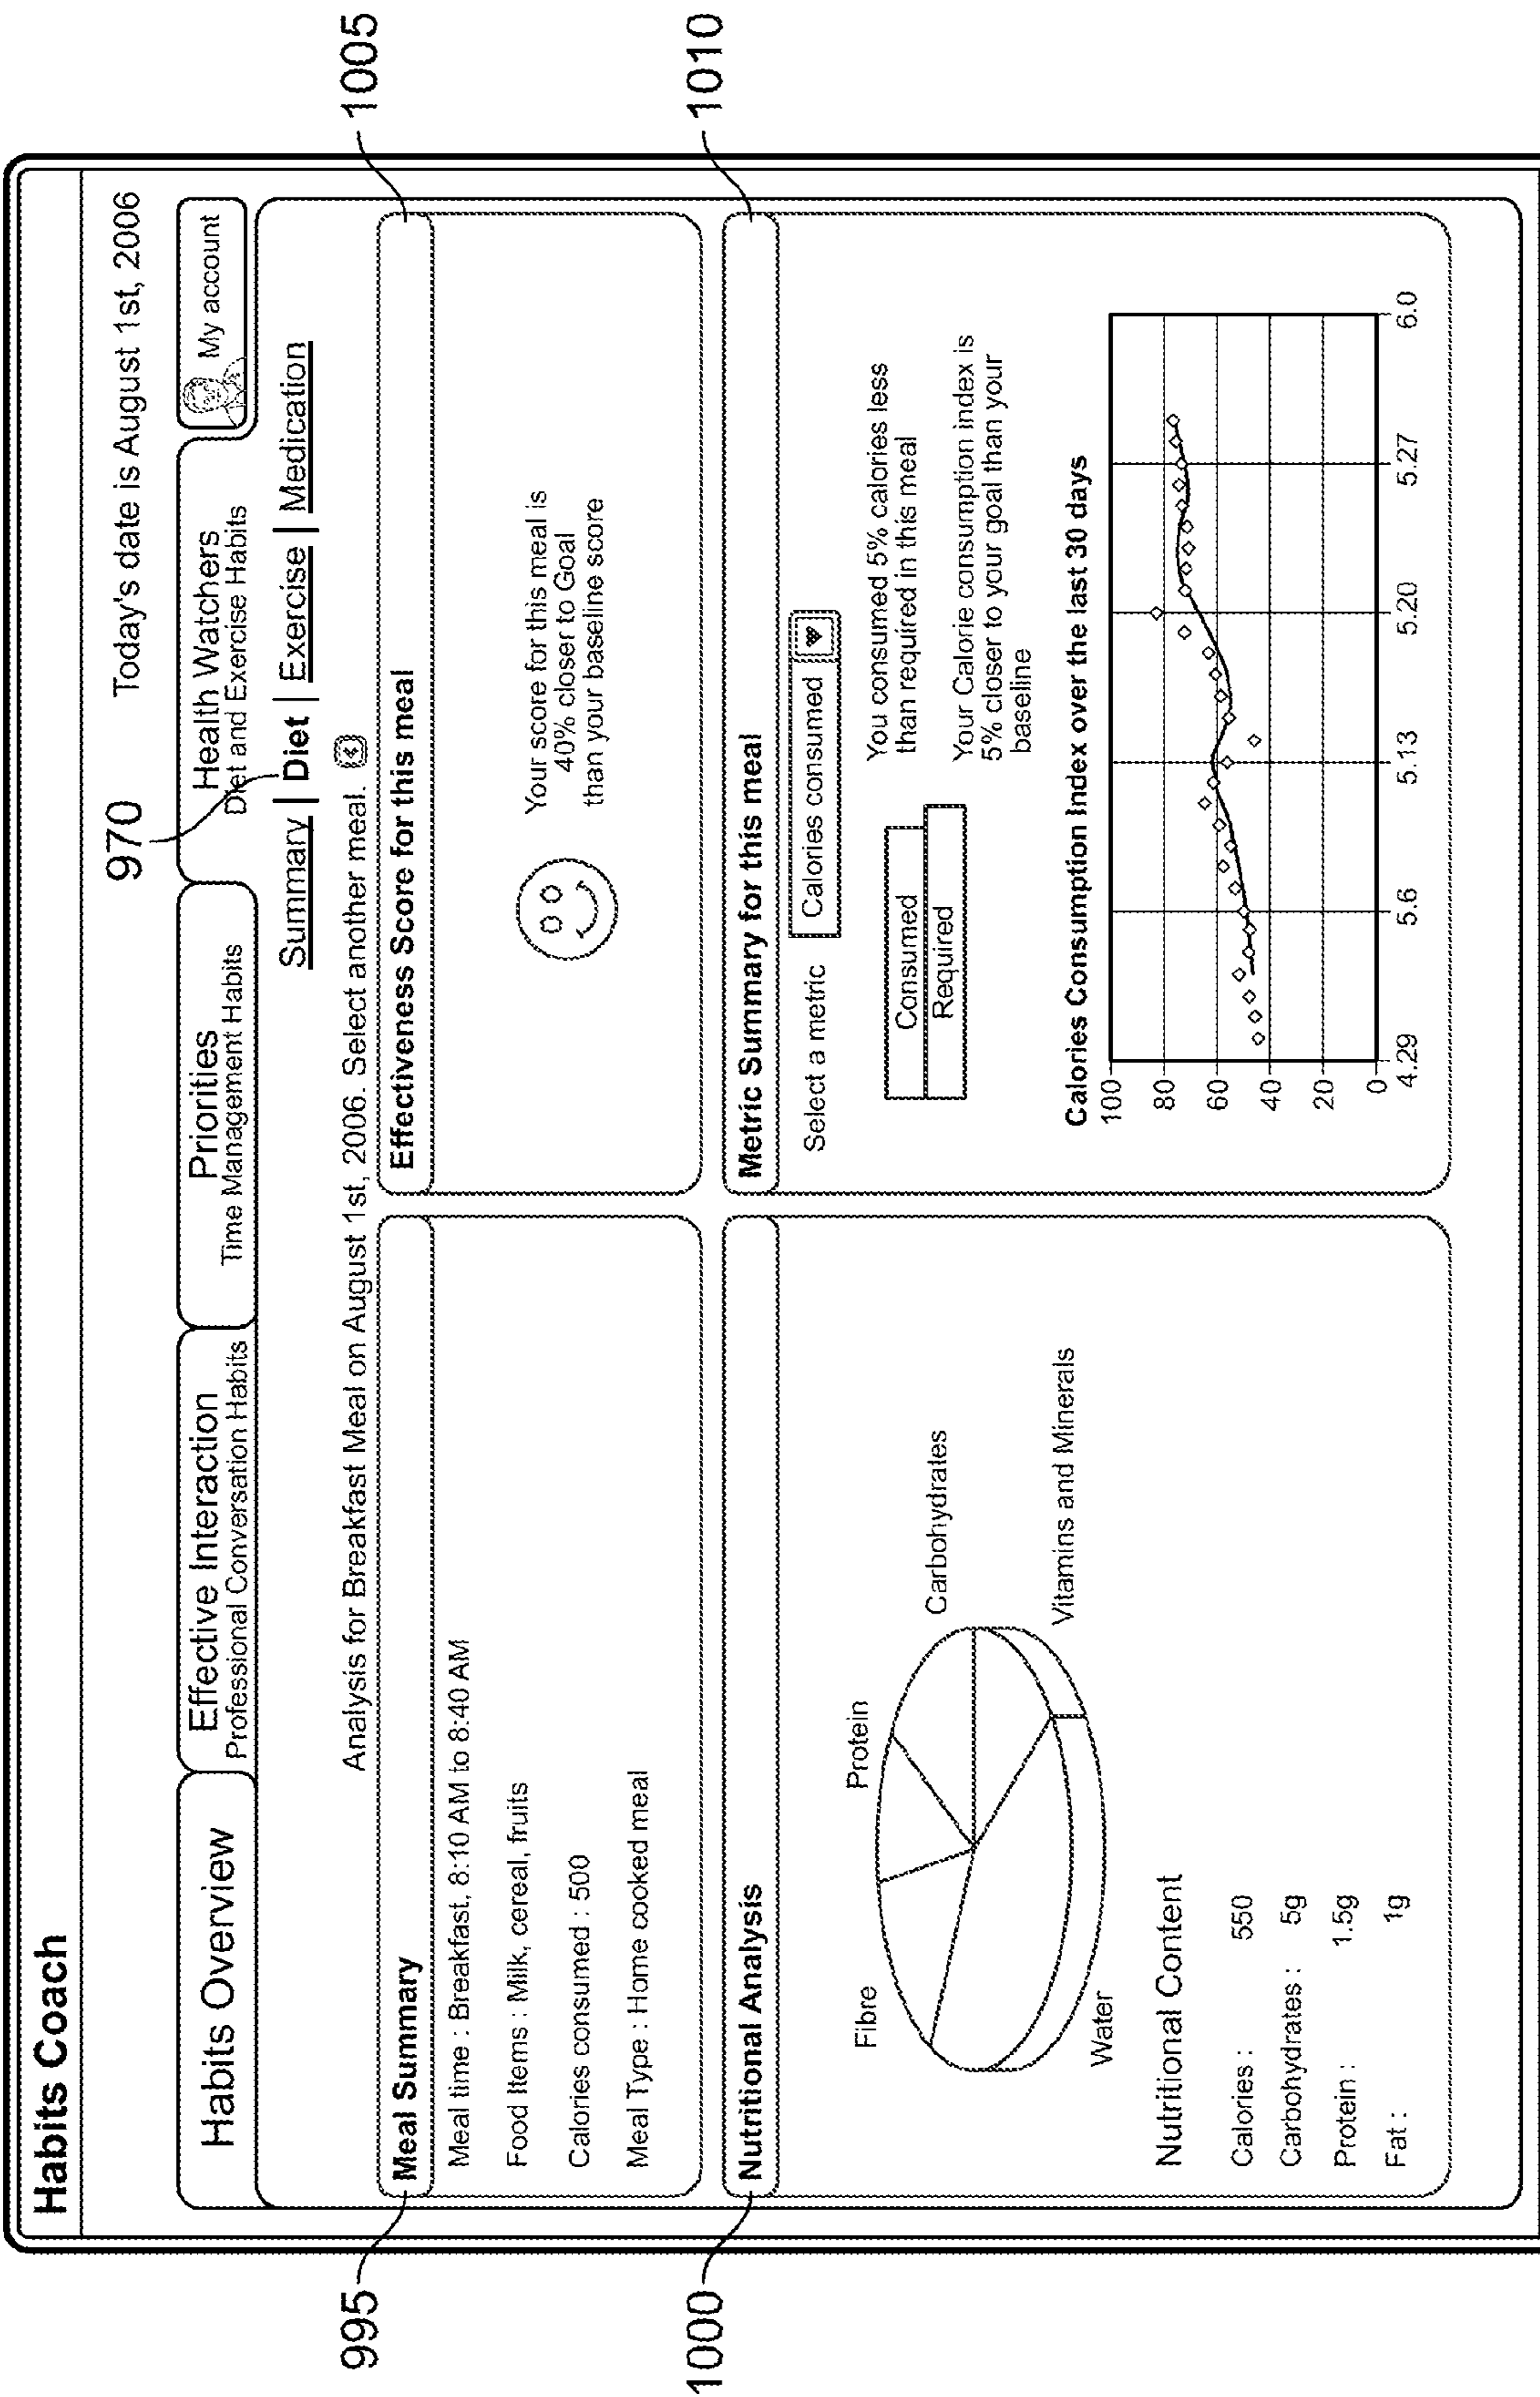 Habits Coach
Today's date is August 1st, 2006
970
Habits Overview
Effective Interaction
Professional Conversation Habits
Priorities
Time Management Habits
Health Watchers
Diet and Exercise Habits
My account
Summary | Diet | Exercise | Medication
Analysis for Breakfast Meal on August 1st, 2006. Select another meal.
995
Meal Summary
Meal time : Breakfast, 8:10 AM to 8:40 AM
Food Items : Milk, cereal, fruits
Calories consumed : 500
Meal Type : Home cooked meal
1005
Effectiveness Score for this meal
Your score for this meal is
40% closer to Goal
than your baseline score
1000
Nutritional Analysis
Fibre
Protein
Carbohydrates
Vitamins and Minerals
Water
Nutritional Content
Calories : 550
Carbohydrates : 5g
Protein : 1.5g
Fat : 1g
1010
Metric Summary for this meal
Select a metric
Calories consumed
Consumed
Required
You consumed 5% calories less
than required in this meal
Your Calorie consumption index is
5% closer to your goal than your
baseline
Calories Consumption Index over the last 30 days
100
80
60
40
20
0
4.29 5.6 5.13 5.20 5.27 6.0